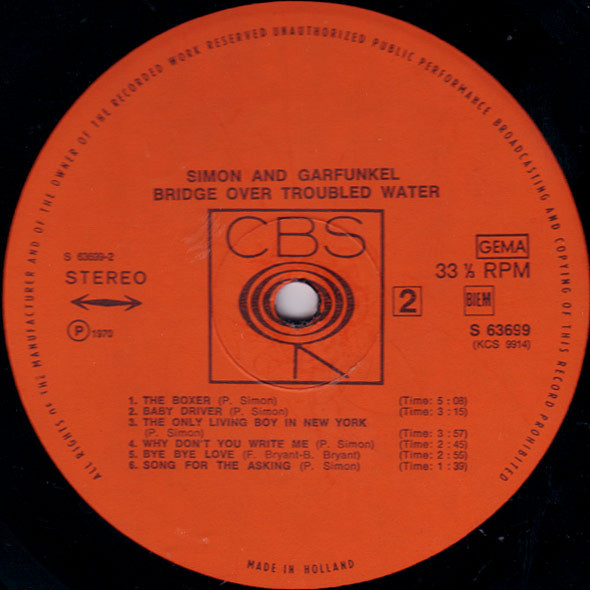 ALL RIGHTS OF THE MANUFACTURER AND OF THE OWNER OF THE RECORDED WORK RESERVED UNAUTHORIZED PUBLIC PERFORMANCE BROADCASTING AND COPYING OF THIS RECORD PROHIBITED
SIMON AND GARFUNKEL
BRIDGE OVER TROUBLED WATER
CBS
S 63699-2
STEREO
GEMA
33 ⅓ RPM
2
BIEM
Ⓟ 1970
S 63699
(KCS 9914)
1. THE BOXER (P. Simon) (Time: 5 : 08)
2. BABY DRIVER (P. Simon) (Time: 3 : 15)
3. THE ONLY LIVING BOY IN NEW YORK
(P. Simon) (Time: 3 : 57)
4. WHY DON'T YOU WRITE ME (P. Simon) (Time: 2 : 45)
5. BYE BYE LOVE (F. Bryant-B. Bryant) (Time: 2 : 55)
6. SONG FOR THE ASKING (P. Simon) (Time: 1 : 39)
MADE IN HOLLAND